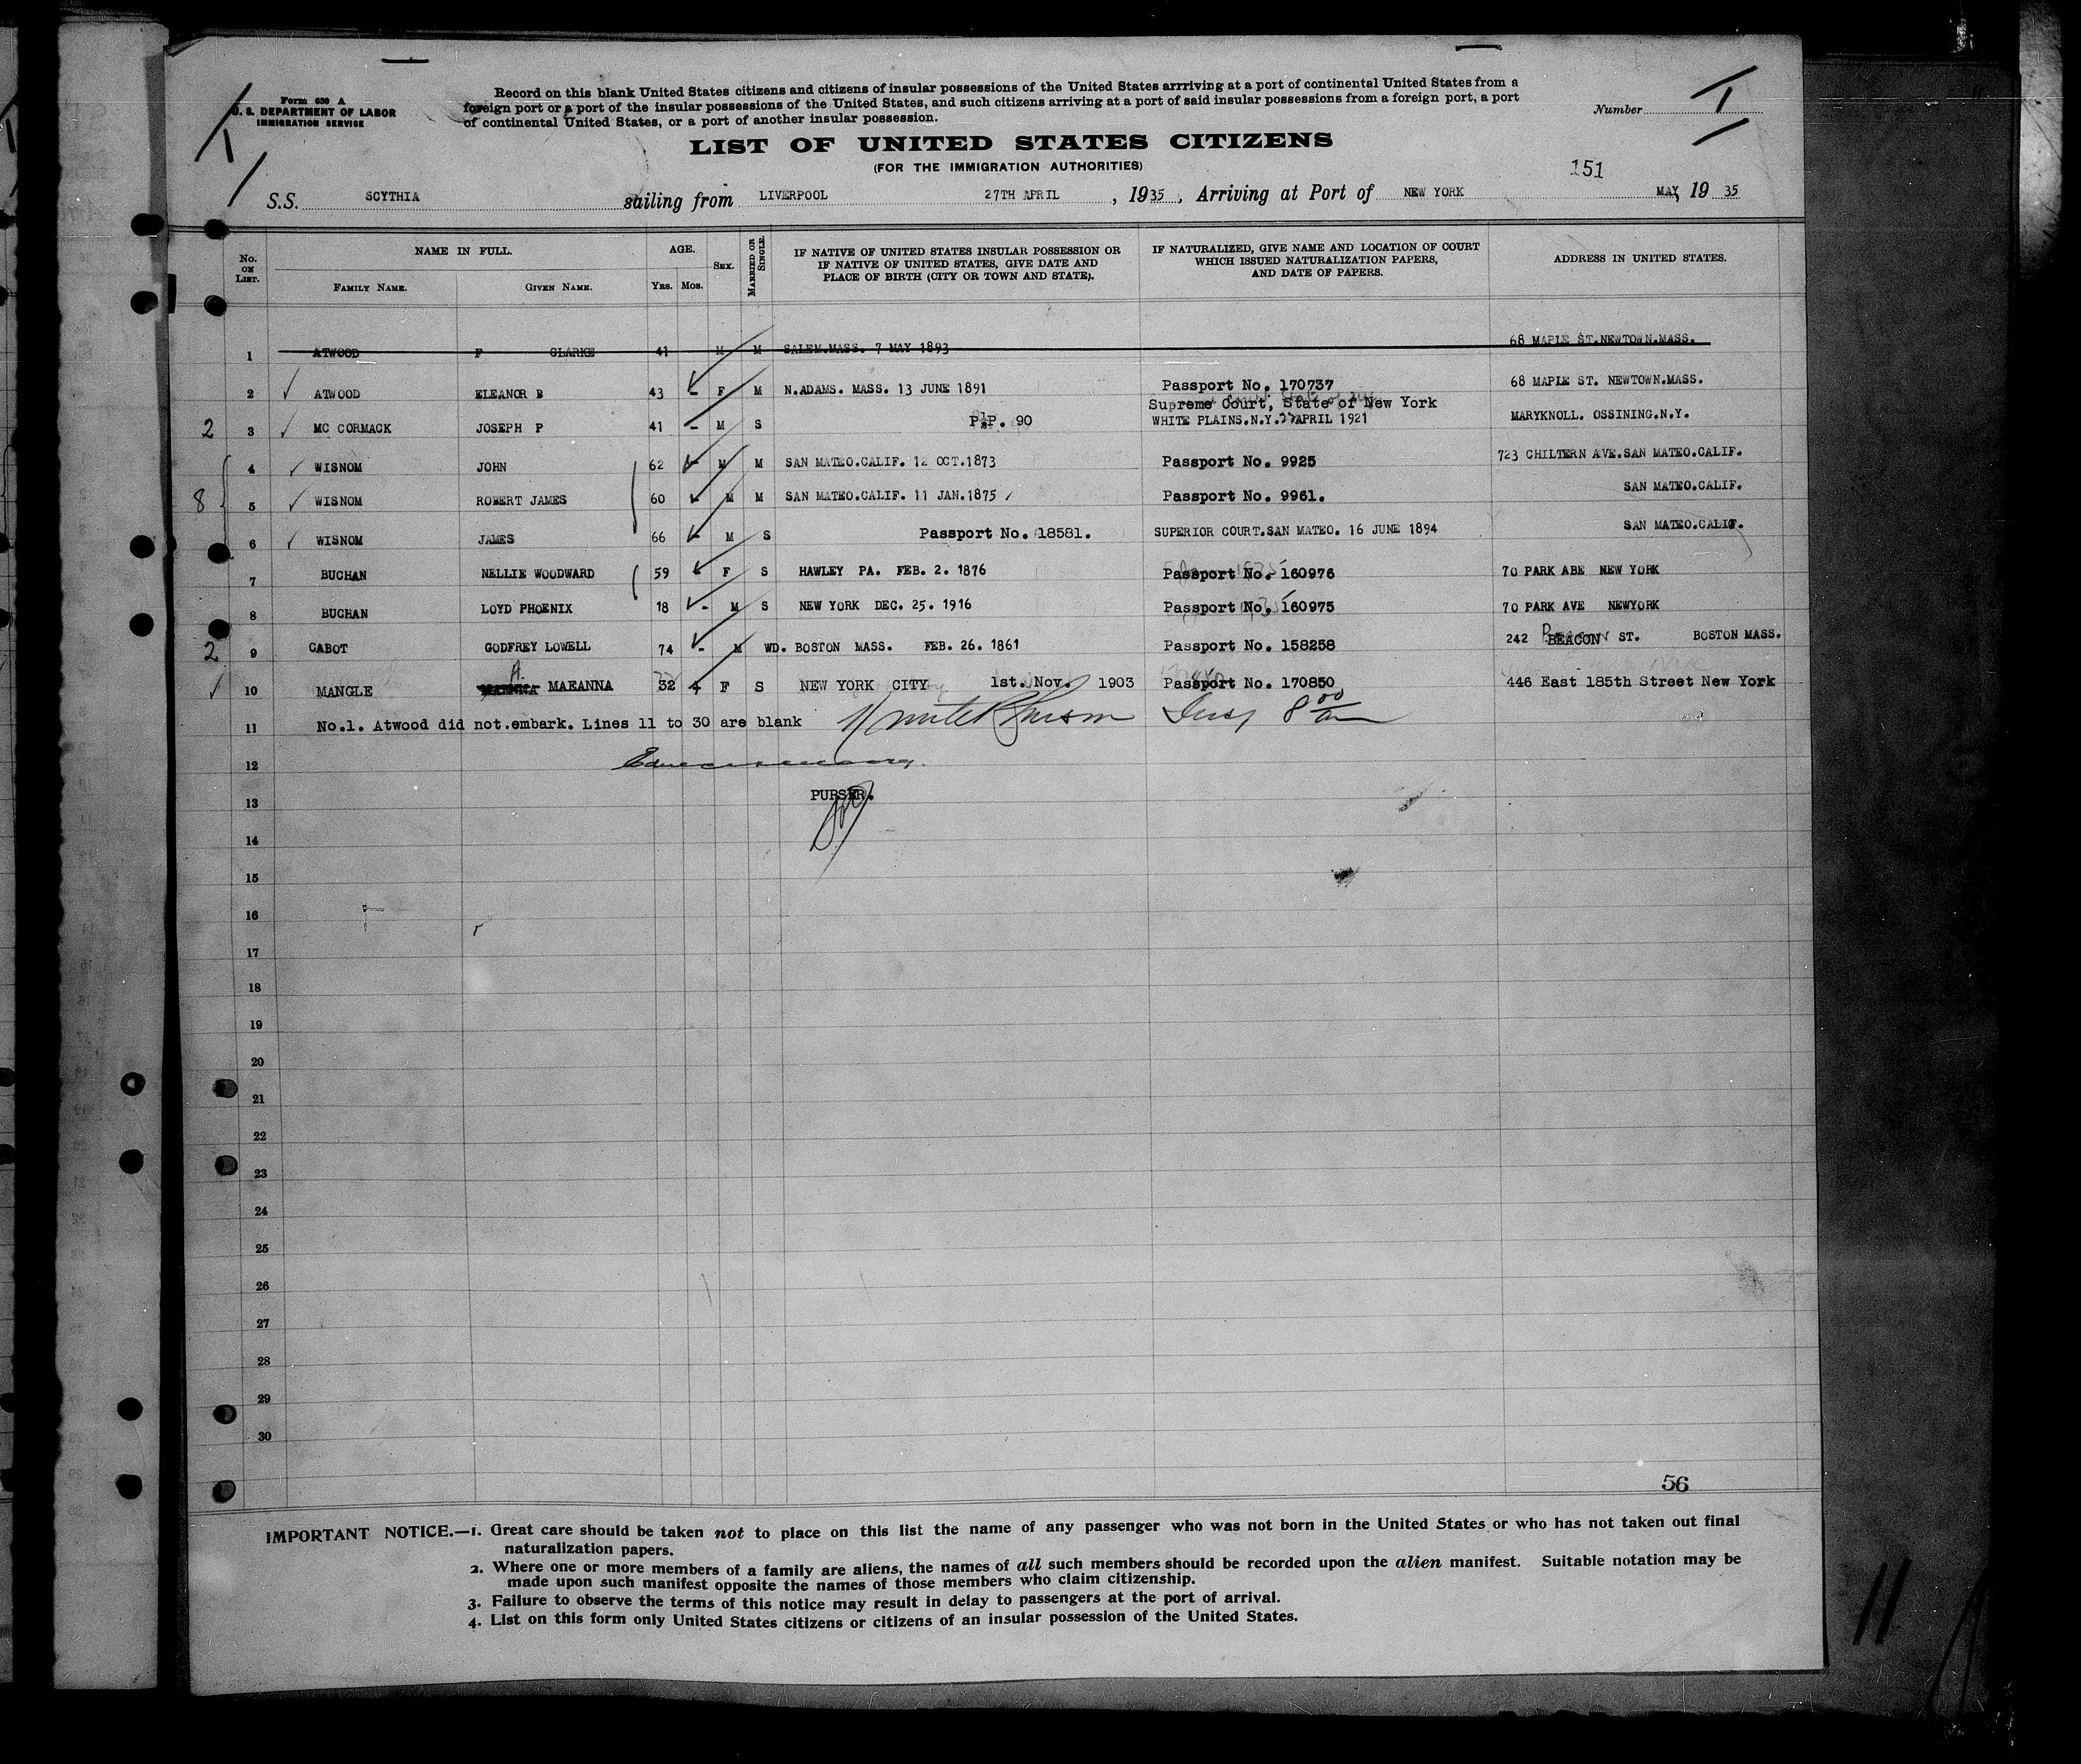 Form 630 A
U. S. DEPARTMENT OF LABOR
IMMIGRATION SERVICE
Record on this blank United States citizens and citizens of insular possessions of the United States arrriving at a port of continental United States from a
foreign port or a port of the insular possessions of the United States, and such citizens arriving at a port of said insular possessions from a foreign port, a port
of continental United States, or a port of another insular possession.
Number
LIST OF UNITED STATES CITIZENS
(FOR THE IMMIGRATION AUTHORITIES)
151
S.S. SCYTHIA sailing from LIVERPOOL 27TH APRIL , 1935 , Arriving at Port of NEW YORK MAY, 19 35
No. ON LIST. NAME IN FULL. FAMILY NAME. GIVEN NAME. AGE. YRS. MOS. SEX. MARRIED OR SINGLE. IF NATIVE OF UNITED STATES INSULAR POSSESSION OR IF NATIVE OF UNITED STATES, GIVE DATE AND PLACE OF BIRTH (CITY OR TOWN AND STATE). IF NATURALIZED, GIVE NAME AND LOCATION OF COURT WHICH ISSUED NATURALIZATION PAPERS, AND DATE OF PAPERS. ADDRESS IN UNITED STATES.
1 ATWOOD F CLARKE 41 M M SALEM.MASS. 7 MAY 1893 68 MAPLE ST.NEWTOWN.MASS.
2 ATWOOD ELEANOR B 43 - F M N.ADAMS. MASS. 13 JUNE 1891 Passport No. 170737 68 MAPLE ST. NEWTOWN.MASS.
Supreme Court, State of New York
2 3 MC CORMACK JOSEPH P 41 - M S P.P. 90 WHITE PLAINS.N.Y.27 APRIL 1921 MARYKNOLL. OSSINING.N.Y.
4 WISNOM JOHN 62 - M M SAN MATEO.CALIF. 12 OCT.1873 Passport No. 9925 723 CHILTERN AVE.SAN MATEO.CALIF.
8 5 WISNOM ROBERT JAMES 60 - M M SAN MATEO.CALIF. 11 JAN.1875 Passport No. 9961. SAN MATEO.CALIF.
6 WISNOM JAMES 66 - M S Passport No. 18581. SUPERIOR COURT.SAN MATEO. 16 JUNE 1894 SAN MATEO.CALIF.
7 BUCHAN NELLIE WOODWARD 59 - F S HAWLEY PA. FEB. 2. 1876 Passport No. 160976 70 PARK ABE NEW YORK
8 BUCHAN LOYD PHOENIX 18 - M S NEW YORK DEC. 25. 1916 Passport No. 160975 70 PARK AVE NEWYORK
2 9 CABOT GODFREY LOWELL 74 - M WD. BOSTON MASS. FEB. 26. 1861 Passport No. 158258 242 BEACON ST. BOSTON MASS.
10 MANGLE A. MAEANNA 32 4 F S NEW YORK CITY 1st. Nov. 1903 Passport No. 170850 446 East 185th Street New York
11 No.1. Atwood did not.embark. Lines 11 to 30 are blank
12
PURSER.
13
14
15
16
17
18
19
20
21
22
23
24
25
26
27
28
29
30
56
IMPORTANT NOTICE.—1. Great care should be taken not to place on this list the name of any passenger who was not born in the United States or who has not taken out final
naturalization papers.
2. Where one or more members of a family are aliens, the names of all such members should be recorded upon the alien manifest. Suitable notation may be
made upon such manifest opposite the names of those members who claim citizenship.
3. Failure to observe the terms of this notice may result in delay to passengers at the port of arrival.
4. List on this form only United States citizens or citizens of an insular possession of the United States.
11